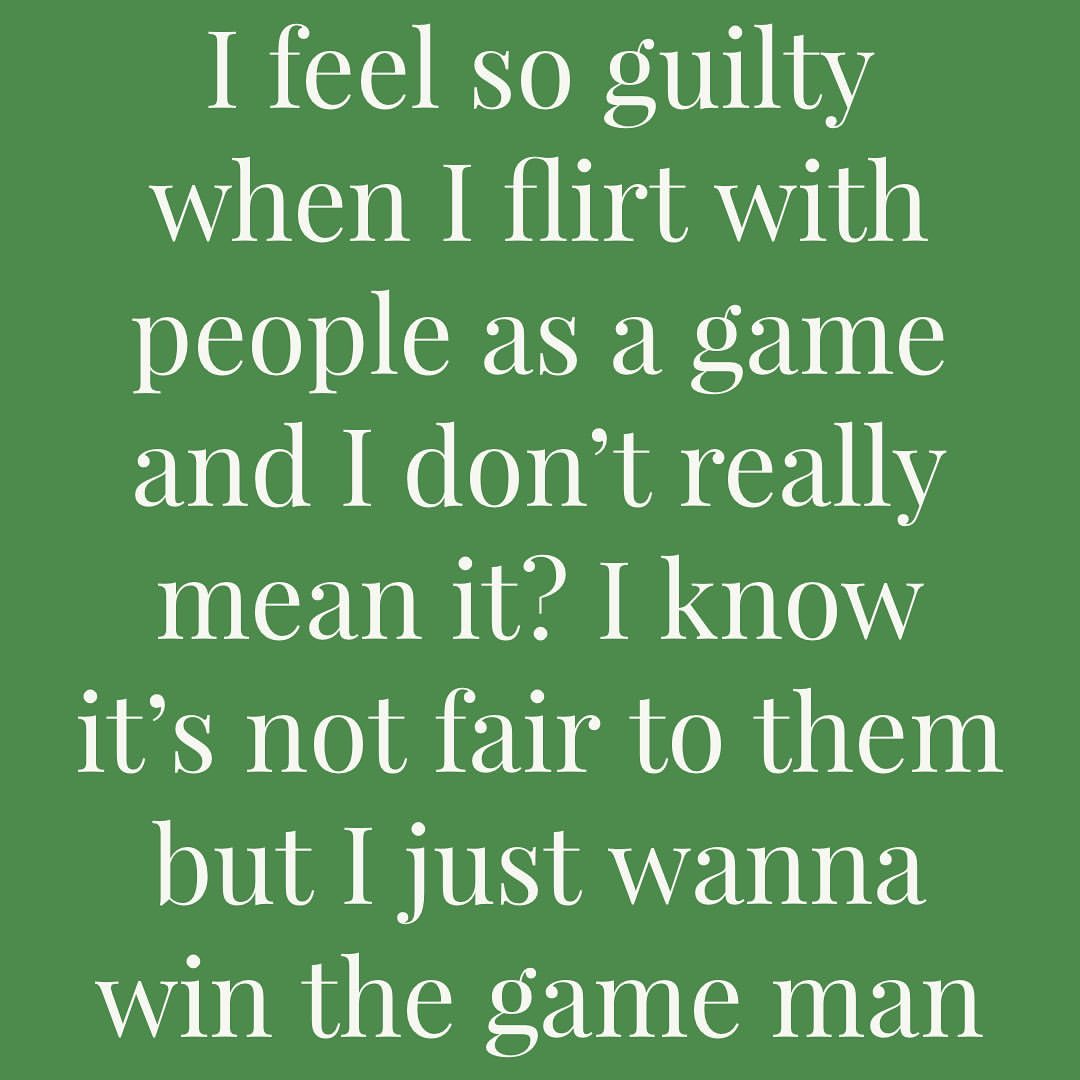 I feel so guilty
when I flirt with
people as a game
and I don’t really
mean it? I know
it’s not fair to them
but I just wanna
win the game man